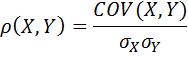 ρ(X,Y) = COV(X,Y) / σ_X σ_Y